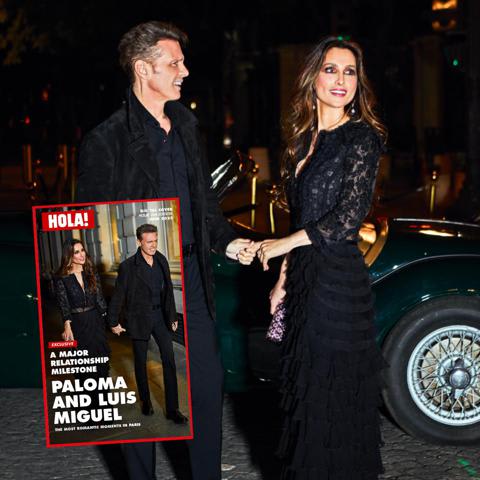 HOLA!
EXCLUSIVE
A MAJOR
RELATIONSHIP
MILESTONE
PALOMA
AND LUIS
MIGUEL
THE MOST ROMANTIC MOMENTS IN PARIS